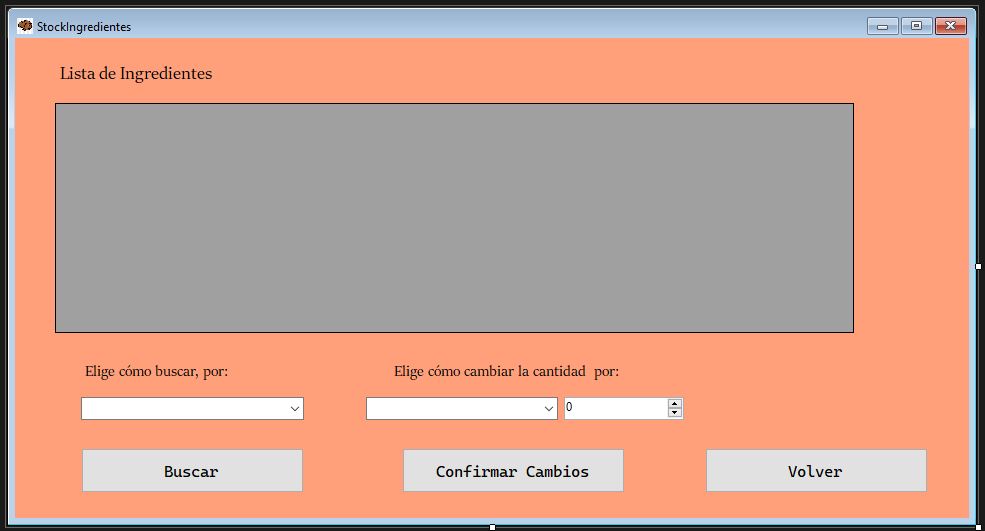 StockIngredientes
Lista de Ingredientes
Elige cómo buscar, por:
Elige cómo cambiar la cantidad  por:
0
Buscar
Confirmar Cambios
Volver